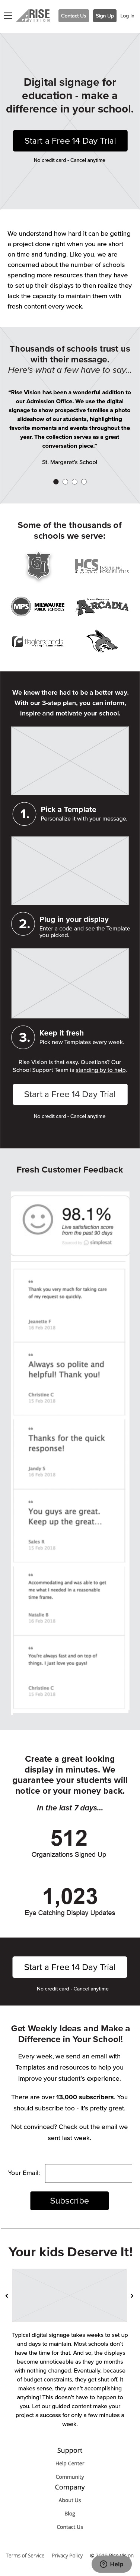 RISE VISION
Contact Us
Sign Up
Log In
Digital signage for
education - make a
difference in your school.
Start a Free 14 Day Trial
No credit card - Cancel anytime
We understand how hard it can be getting
a project done right when you are short
on time and funding. Like you, we are
concerned about the number of schools
spending more resources than they have
to set up their displays to then realize they
lack the capacity to maintain them with
fresh content every week.
Thousands of schools trust us
with their message.
Here's what a few have to say...
“Rise Vision has been a wonderful addition to
our Admission Office. We use the digital
signage to show prospective families a photo
slideshow of our students, highlighting
favorite moments and events throughout the
year. The collection serves as a great
conversation piece.”
St. Margaret's School
Some of the thousands of
schools we serve:
HCS
MPS MILWAUKEE
PUBLIC SCHOOLS
ARCADIA
We knew there had to be a better way.
With our 3-step plan, you can inform,
inspire and motivate your school.
1. Pick a Template
Personalize it with your message.
2. Plug in your display
Enter a code and see the Template
you picked.
3. Keep it fresh
Pick new Templates every week.
Rise Vision is that easy. Questions? Our
School Support Team is standing by to help.
Start a Free 14 Day Trial
No credit card - Cancel anytime
Fresh Customer Feedback
98.1%
Live satisfaction score
from the past 90 days
simplesat
Thank you very much for taking care
of my request so quickly.
Jeanette F
16 Feb 2018
Always so polite and
helpful! Thank you!
Christine C
15 Feb 2018
Thanks for the quick
response!
Jandy S
16 Feb 2018
You guys are great.
Keep up the great...
Sales R
15 Feb 2018
Accommodating and was able to get
me what I needed in a reasonable
time frame.
Natalie B
16 Feb 2018
You're always fast and on top of
things. I just love you guys!
Christine C
15 Feb 2018
Create a great looking
display in minutes. We
guarantee your students will
notice or your money back.
In the last 7 days...
512
Organizations Signed Up
1,023
Eye Catching Display Updates
Start a Free 14 Day Trial
No credit card - Cancel anytime
Get Weekly Ideas and Make a
Difference in Your School!
Every week, we send an email with
Templates and resources to help you
improve your student's experience.
There are over 13,000 subscribers. You
should subscribe too - it's pretty great.
Not convinced? Check out the email we
sent last week.
Your Email:
Subscribe
Your kids Deserve It!
Typical digital signage takes weeks to set up
and days to maintain. Most schools don't
have the time for that. And so, the displays
become unnoticeable as they go months
with nothing changed. Eventually, because
of budget constraints, they get shut off. It
makes sense, they aren't accomplishing
anything! This doesn't have to happen to
you. Let our guided content make your
project a success for only a few minutes a
week.
Support
Help Center
Community
Company
About Us
Blog
Contact Us
Terms of Service
Privacy Policy
Help